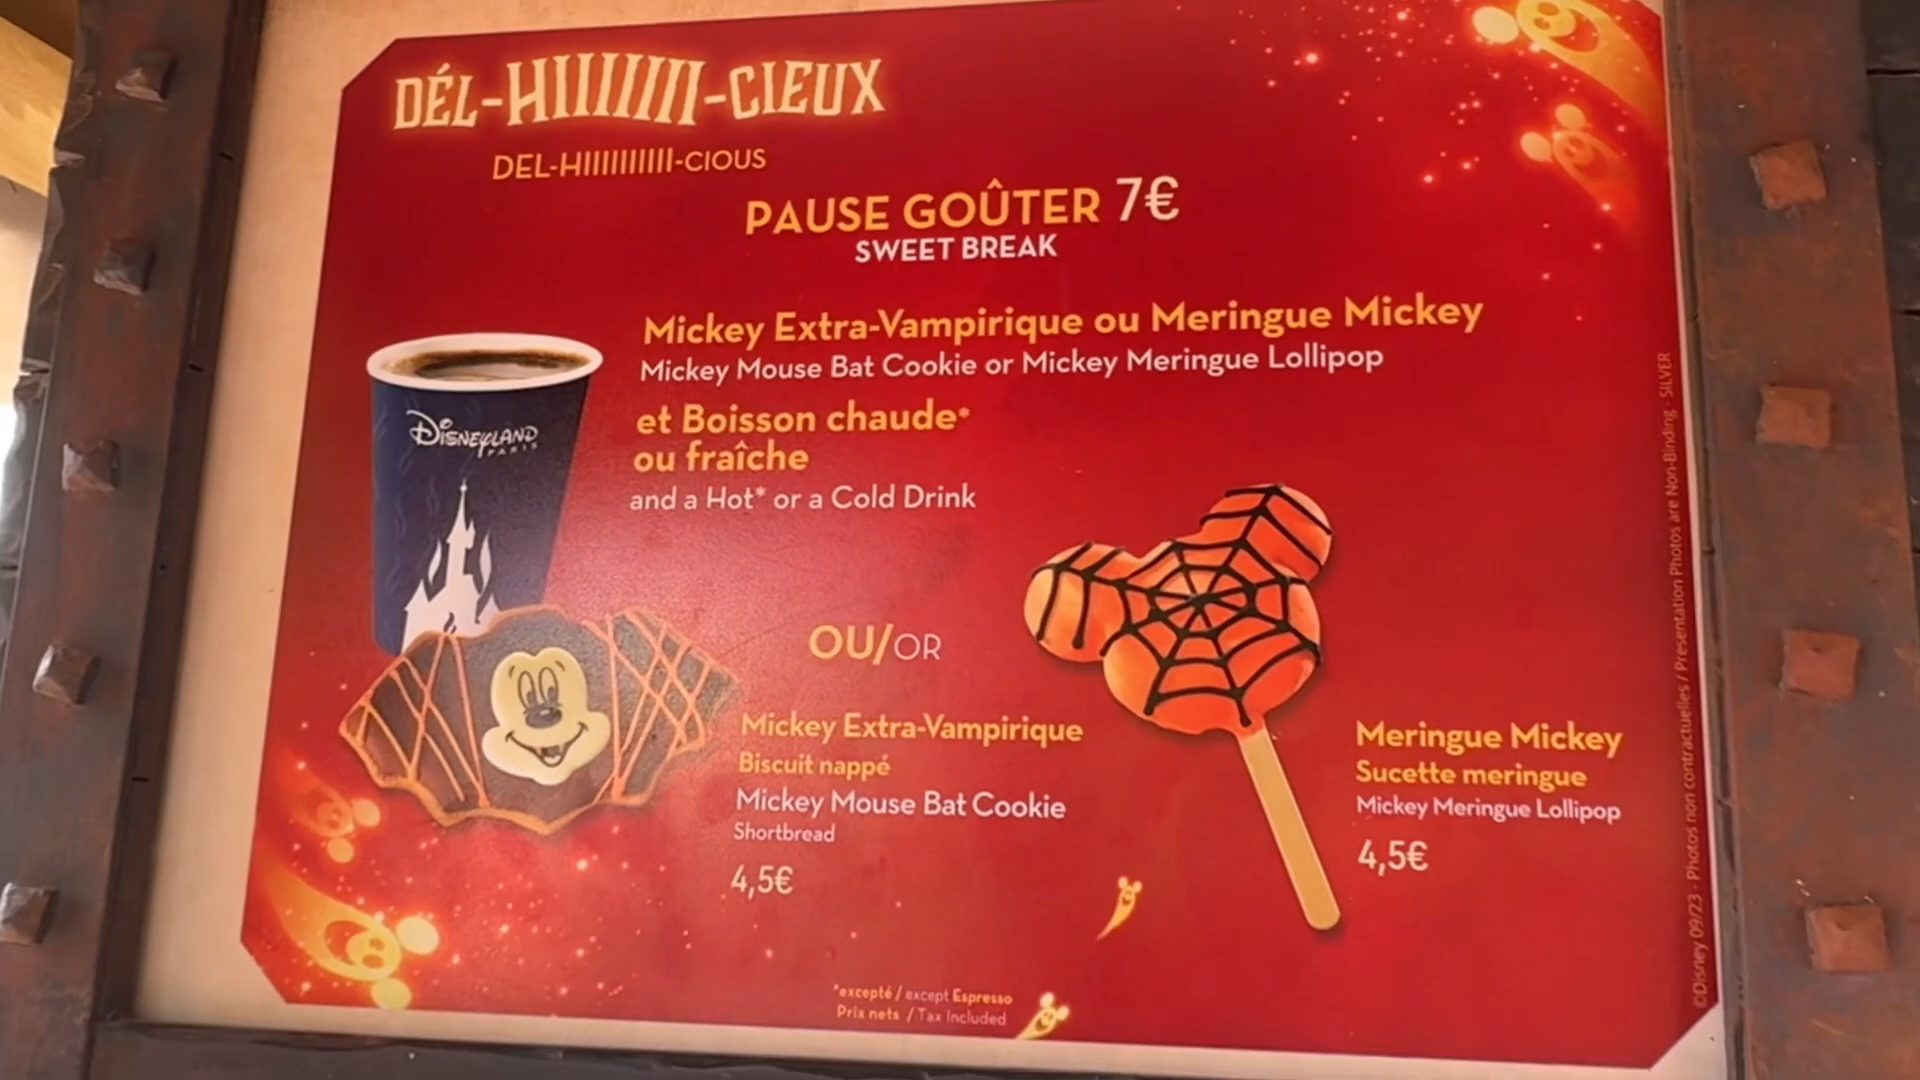 DÉL-HIIIIIIII-CIEUX
DEL-HIIIIIIIIIII-CIOUS
PAUSE GOÛTER 7€
SWEET BREAK
Mickey Extra-Vampirique ou Meringue Mickey
Mickey Mouse Bat Cookie or Mickey Meringue Lollipop
et Boisson chaude*
ou fraîche
and a Hot* or a Cold Drink
DISNEYLAND
PARIS
OU/OR
Mickey Extra-Vampirique
Biscuit nappé
Mickey Mouse Bat Cookie
Shortbread
4,5€
Meringue Mickey
Sucette meringue
Mickey Meringue Lollipop
4,5€
*excepté / except Espresso
Prix nets / Tax Included
©Disney 09/23 - Photos non contractuelles / Presentation Photos are Non-Binding - SILVER